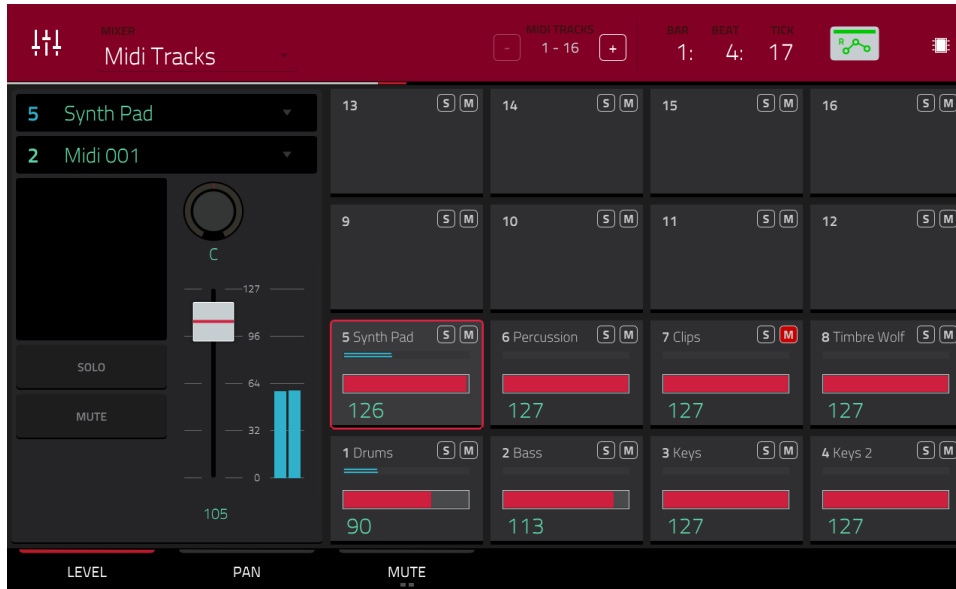 MIXER
Midi Tracks
MIDI TRACKS
- 1 - 16 +
BAR BEAT TICK
1: 4: 17
R
5 Synth Pad
2 Midi 001
C
127
96
64
32
0
105
SOLO
MUTE
13 S M
14 S M
15 S M
16 S M
9 S M
10 S M
11 S M
12 S M
5 Synth Pad S M
126
6 Percussion S M
127
7 Clips S M
127
8 Timbre Wolf S M
127
1 Drums S M
90
2 Bass S M
113
3 Keys S M
127
4 Keys 2 S M
127
LEVEL
PAN
MUTE